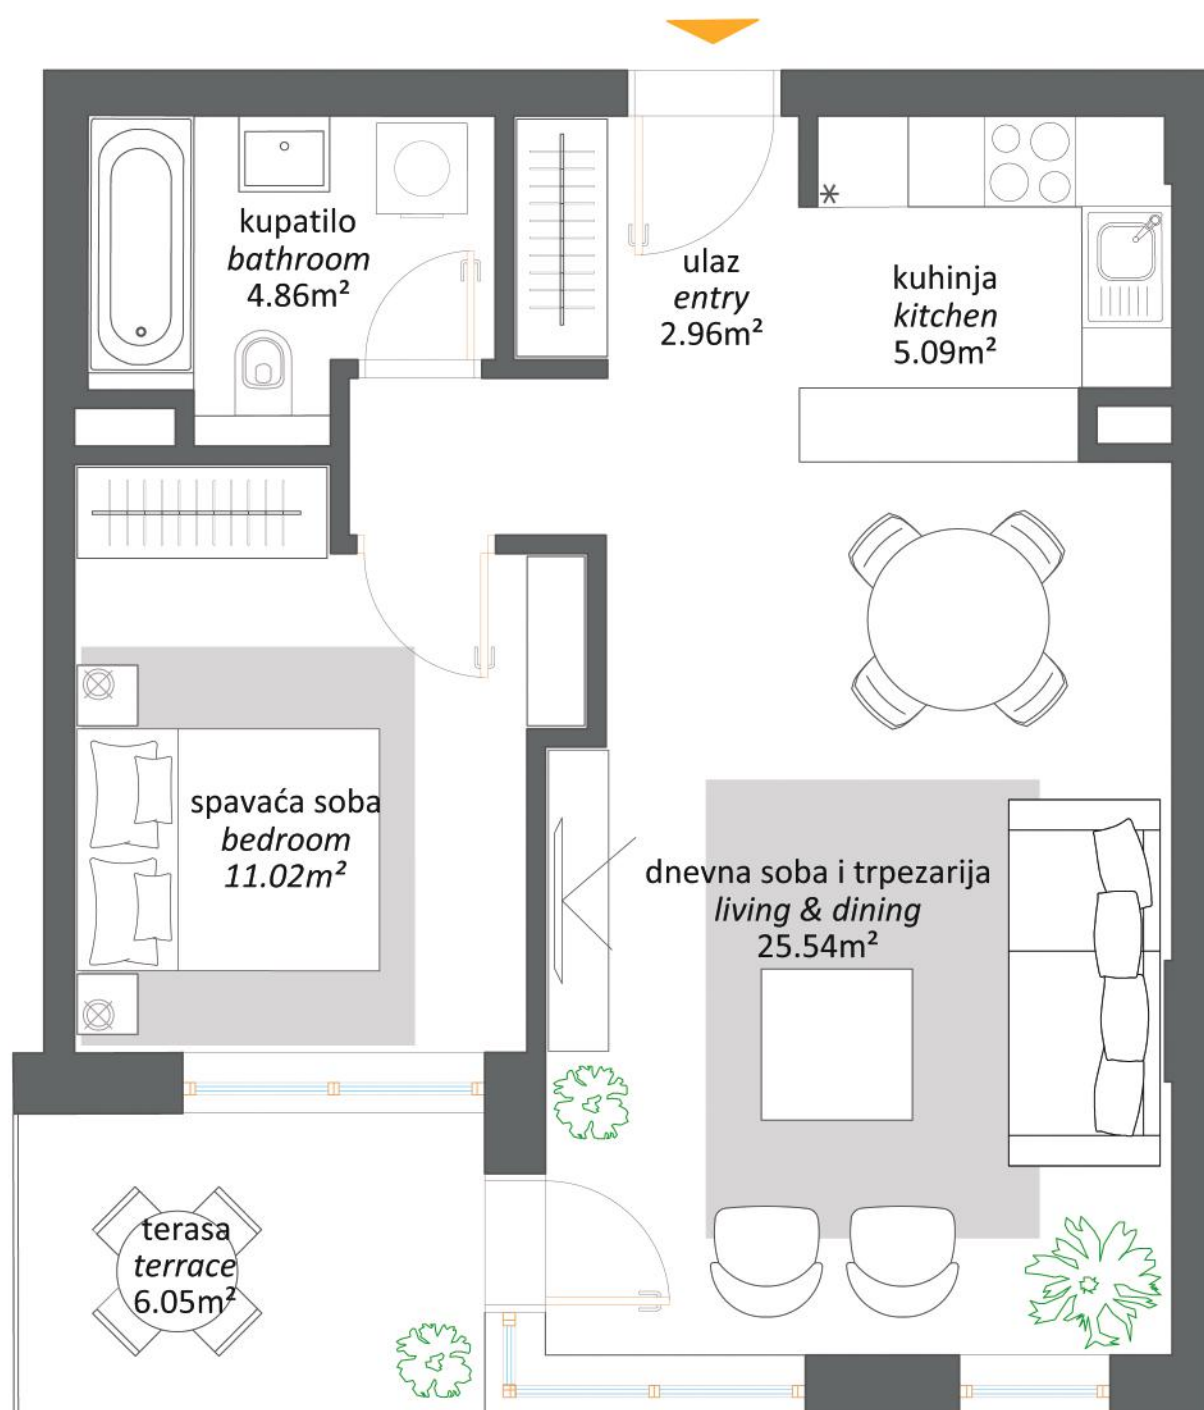 kupatilo
bathroom
4.86m²
ulaz
entry
2.96m²
kuhinja
kitchen
5.09m²
*
spavaća soba
bedroom
11.02m²
dnevna soba i trpezarija
living & dining
25.54m²
terasa
terrace
6.05m²